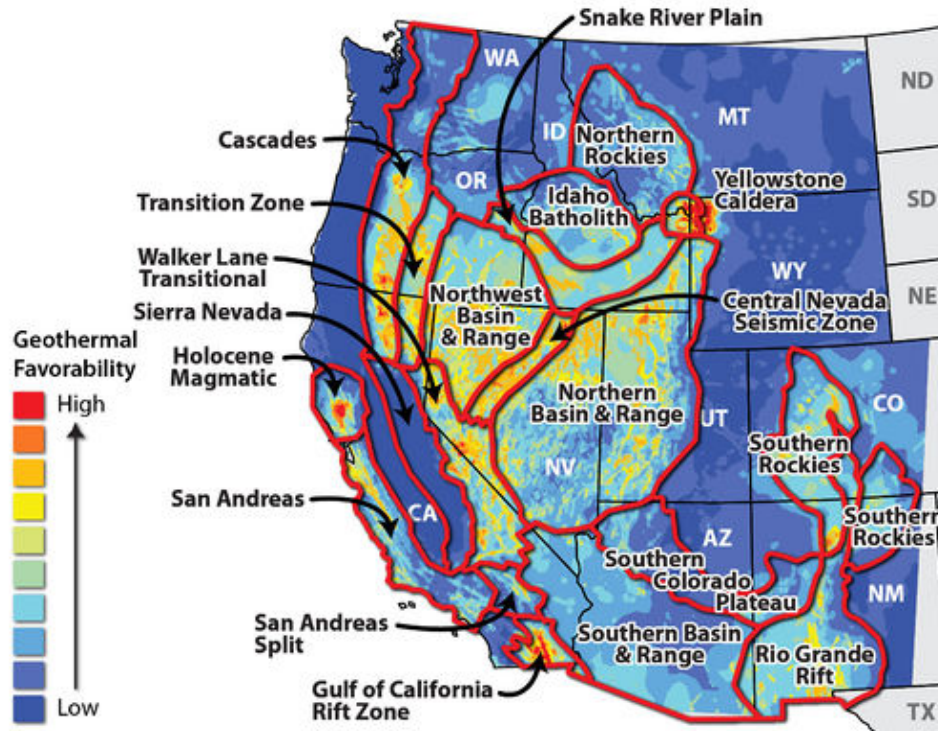 Snake River Plain
WA
ND
MT
ID
Northern
Rockies
Cascades
OR
Yellowstone
Caldera
Idaho
Batholith
SD
Transition Zone
Walker Lane
Transitional
WY
NE
Northwest
Basin
& Range
Central Nevada
Seismic Zone
Sierra Nevada
Geothermal
Favorability
Holocene
Magmatic
High
Northern
Basin & Range
UT
CO
Southern
Rockies
NV
San Andreas
CA
AZ
Southern
Rockies
Southern
Colorado
Plateau
NM
San Andreas
Split
Southern Basin
& Range
Rio Grande
Rift
Gulf of California
Rift Zone
Low
TX